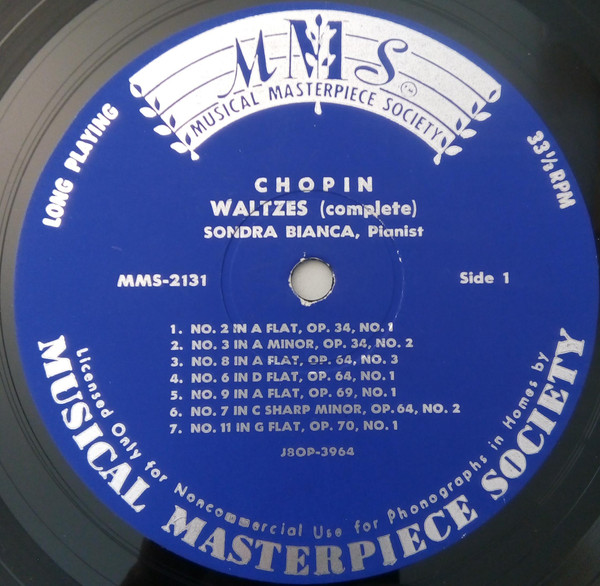 MMS
MUSICAL MASTERPIECE SOCIETY
LONG PLAYING
33⅓ RPM
CHOPIN
WALTZES (complete)
SONDRA BIANCA, Pianist
MMS-2131
Side 1
1. NO. 2 IN A FLAT, OP. 34, NO. 1
2. NO. 3 IN A MINOR, OP. 34, NO. 2
3. NO. 8 IN A FLAT, OP. 64, NO. 3
4. NO. 6 IN D FLAT, OP. 64, NO. 1
5. NO. 9 IN A FLAT, OP. 69, NO. 1
6. NO. 7 IN C SHARP MINOR, OP. 64, NO. 2
7. NO. 11 IN G FLAT, OP. 70, NO. 1
J8OP-3964
Licensed Only for Noncommercial Use for Phonographs in Homes by
MUSICAL MASTERPIECE SOCIETY